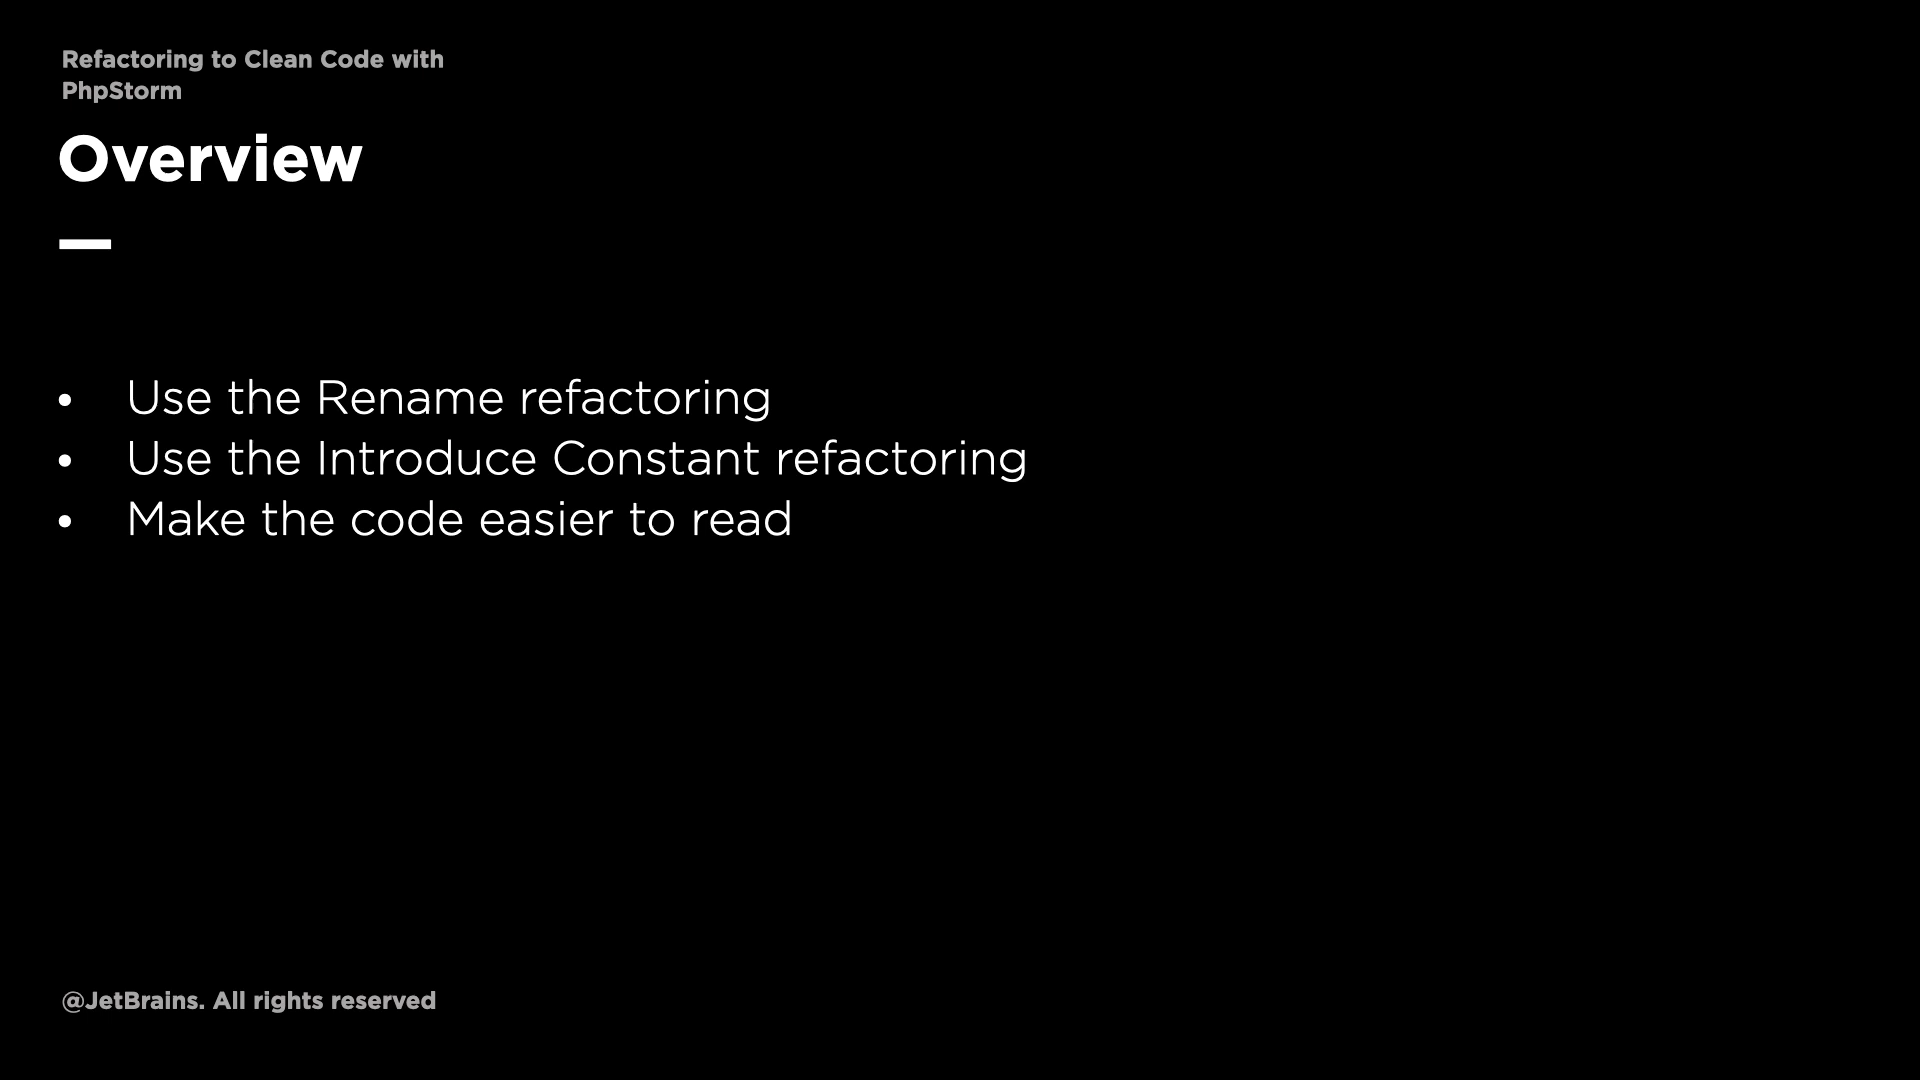 Refactoring to Clean Code with
PhpStorm
Overview
• Use the Rename refactoring
• Use the Introduce Constant refactoring
• Make the code easier to read
@JetBrains. All rights reserved